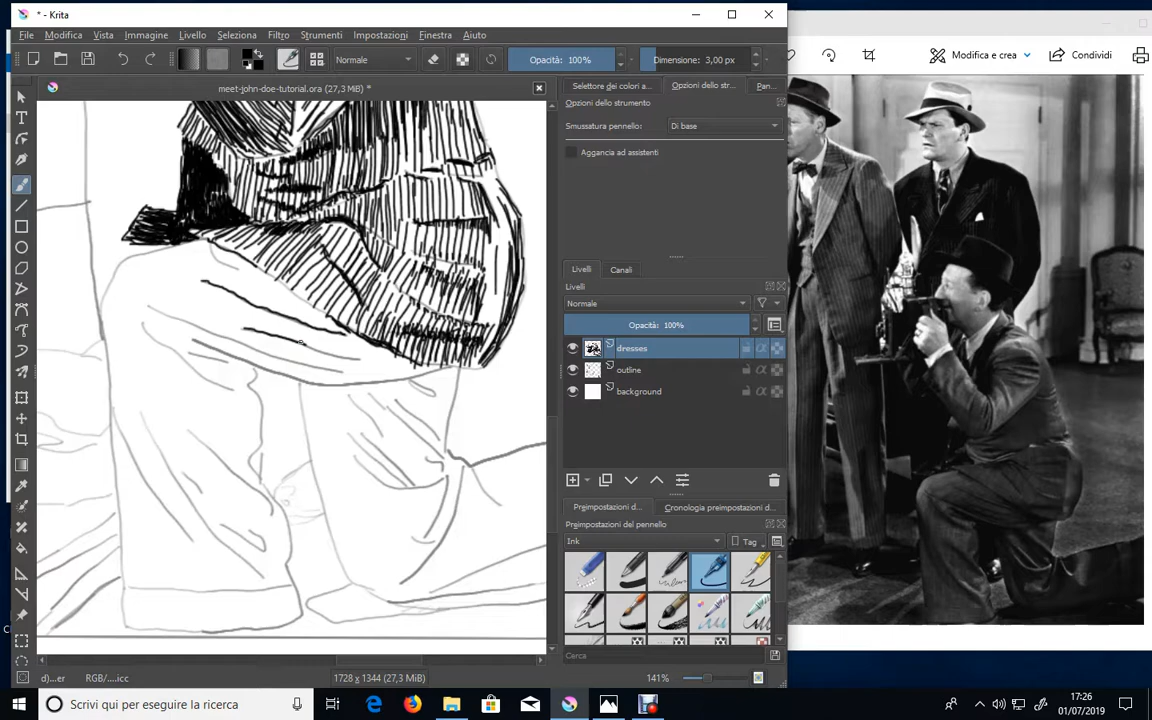 * - Krita
File Modifica Vista Immagine Livello Seleziona Filtro Strumenti Impostazioni Finestra Aiuto
Normale
Opacità: 100%
Dimensione: 3,00 px
Modifica e crea
Condividi
meet-john-doe-tutorial.ora (27,3 MiB) *
Selettore dei colori a...
Opzioni dello str...
Pan...
Opzioni dello strumento
Smussatura pennello:
Di base
Aggancia ad assistenti
Livelli
Canali
Livelli
Normale
Opacità: 100%
dresses
outline
background
Preimpostazioni d...
Cronologia preimpostazioni d...
Preimpostazioni del pennello
Ink
Tag
Cerca
d)...er
RGB/....icc
1728 x 1344 (27,3 MiB)
141%
Scrivi qui per eseguire la ricerca
17:26
01/07/2019